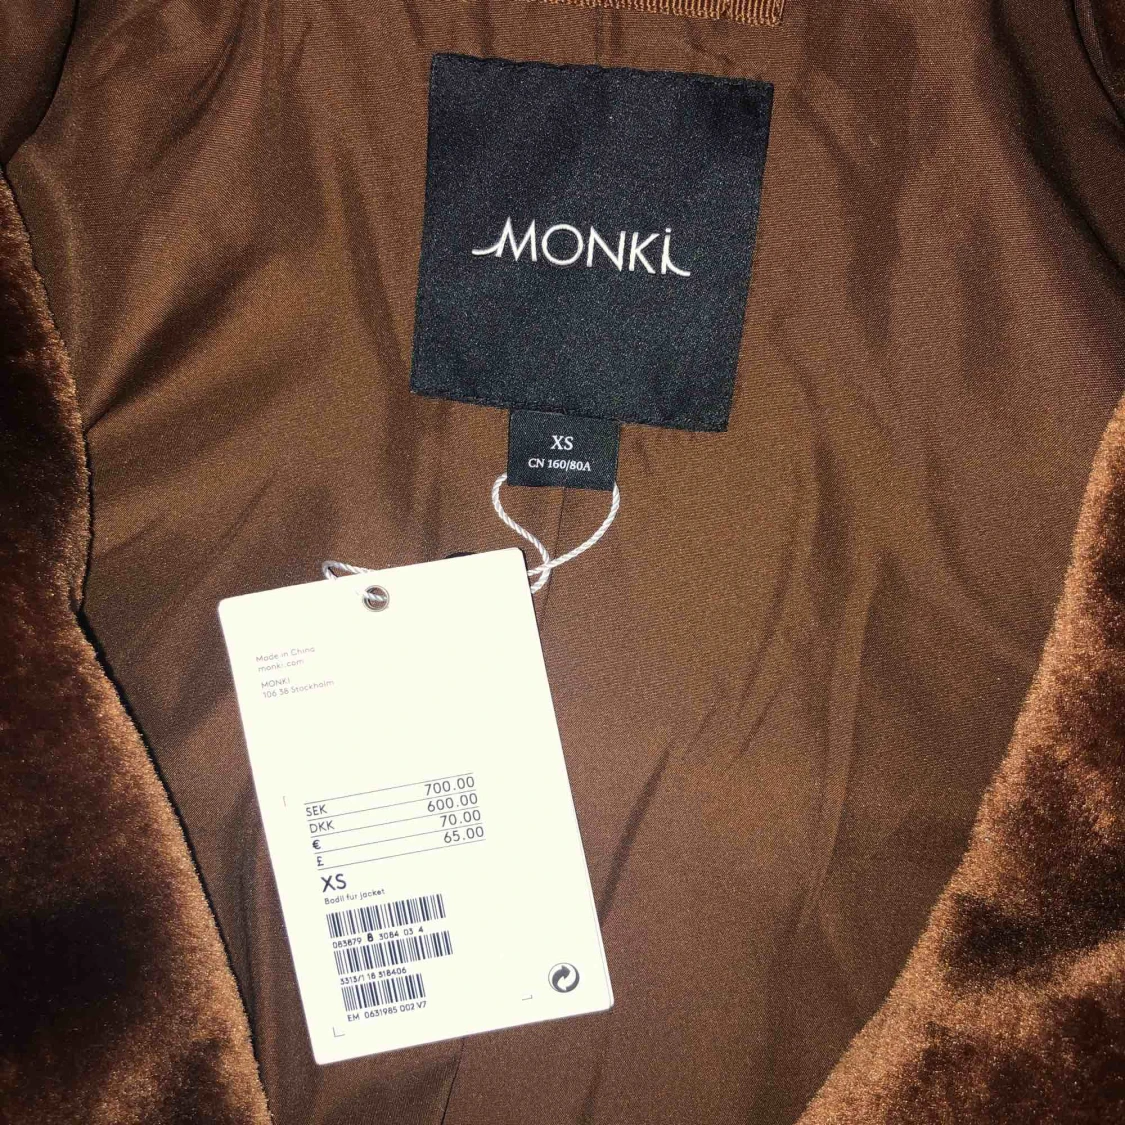 MONKi
XS
CN 160/80A
Made in China
monki.com
MONKI
106 38 Stockholm
SEK 700.00
DKK 600.00
€ 70.00
£ 65.00
XS
Bodil fur jacket
083879 8 3084 03 4
3313/1 18 318406
EM 0631985 002 V7